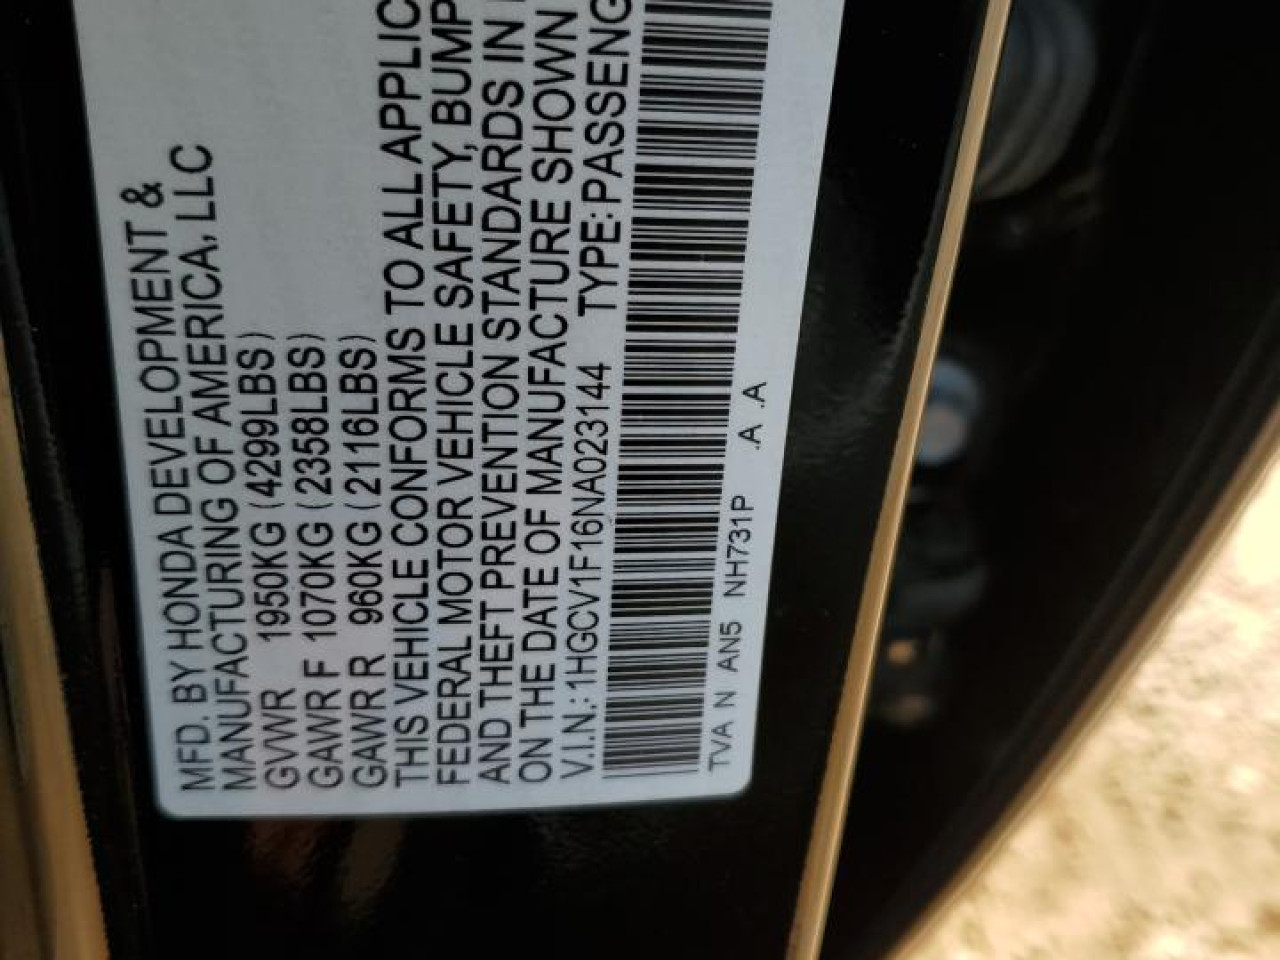 MFD. BY HONDA DEVELOPMENT &
MANUFACTURING OF AMERICA, LLC
GVWR 1950KG (4299LBS)
GAWR F 1070KG (2358LBS)
GAWR R 960KG (2116LBS)
THIS VEHICLE CONFORMS TO ALL APPLIC
FEDERAL MOTOR VEHICLE SAFETY, BUMP
AND THEFT PREVENTION STANDARDS IN
ON THE DATE OF MANUFACTURE SHOWN
V.I.N.: 1HGCV1F16NA023144 TYPE: PASSENG
TVA N AN5 NH731P .A .A